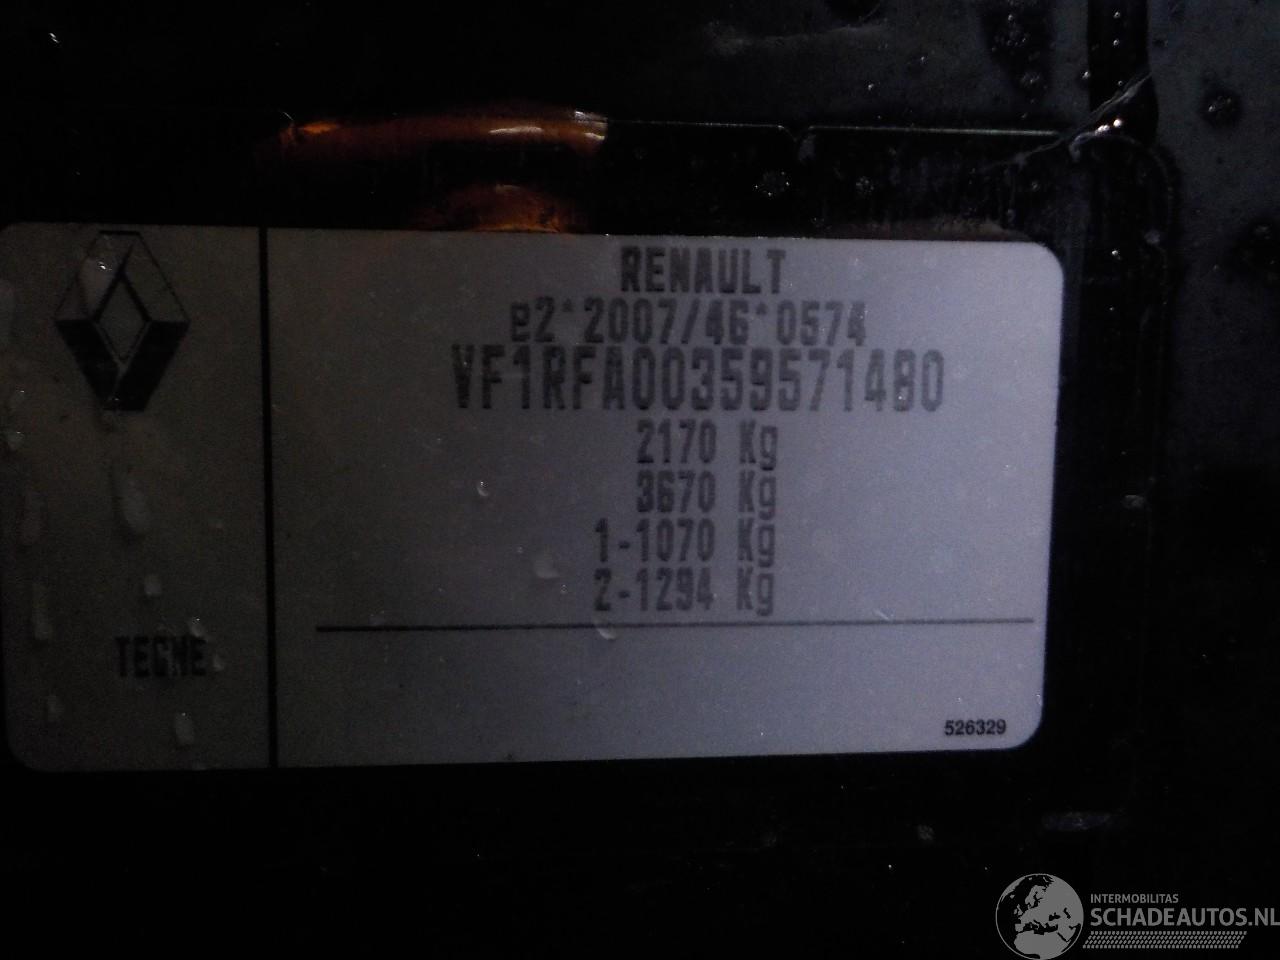 RENAULT
e2*2007/46*0574
VF1RFA00359571480
2170 Kg
3670 Kg
1-1070 Kg
2-1294 Kg
TECNE
526329
INTERMOBILITAS
SCHADEAUTOS.NL